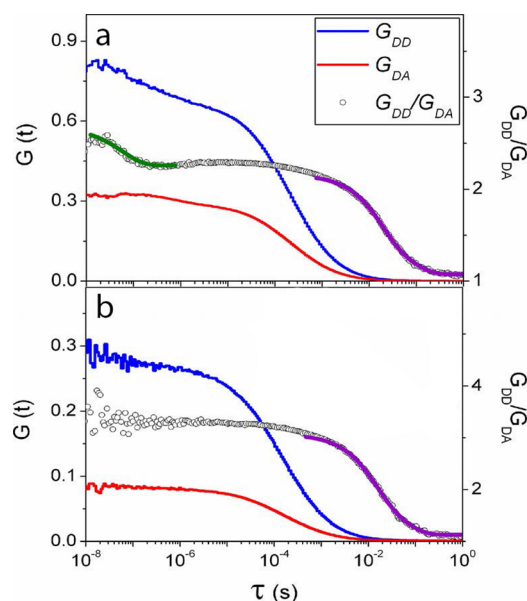 a
G_DD
G_DA
G_DD/G_DA
0.9
0.6
0.3
0.0
G (t)
3
2
1
G_DD/G_DA
b
0.3
0.2
0.1
0.0
G (t)
4
2
G_DD/G_DA
10^-8
10^-6
10^-4
10^-2
10^0
τ (s)